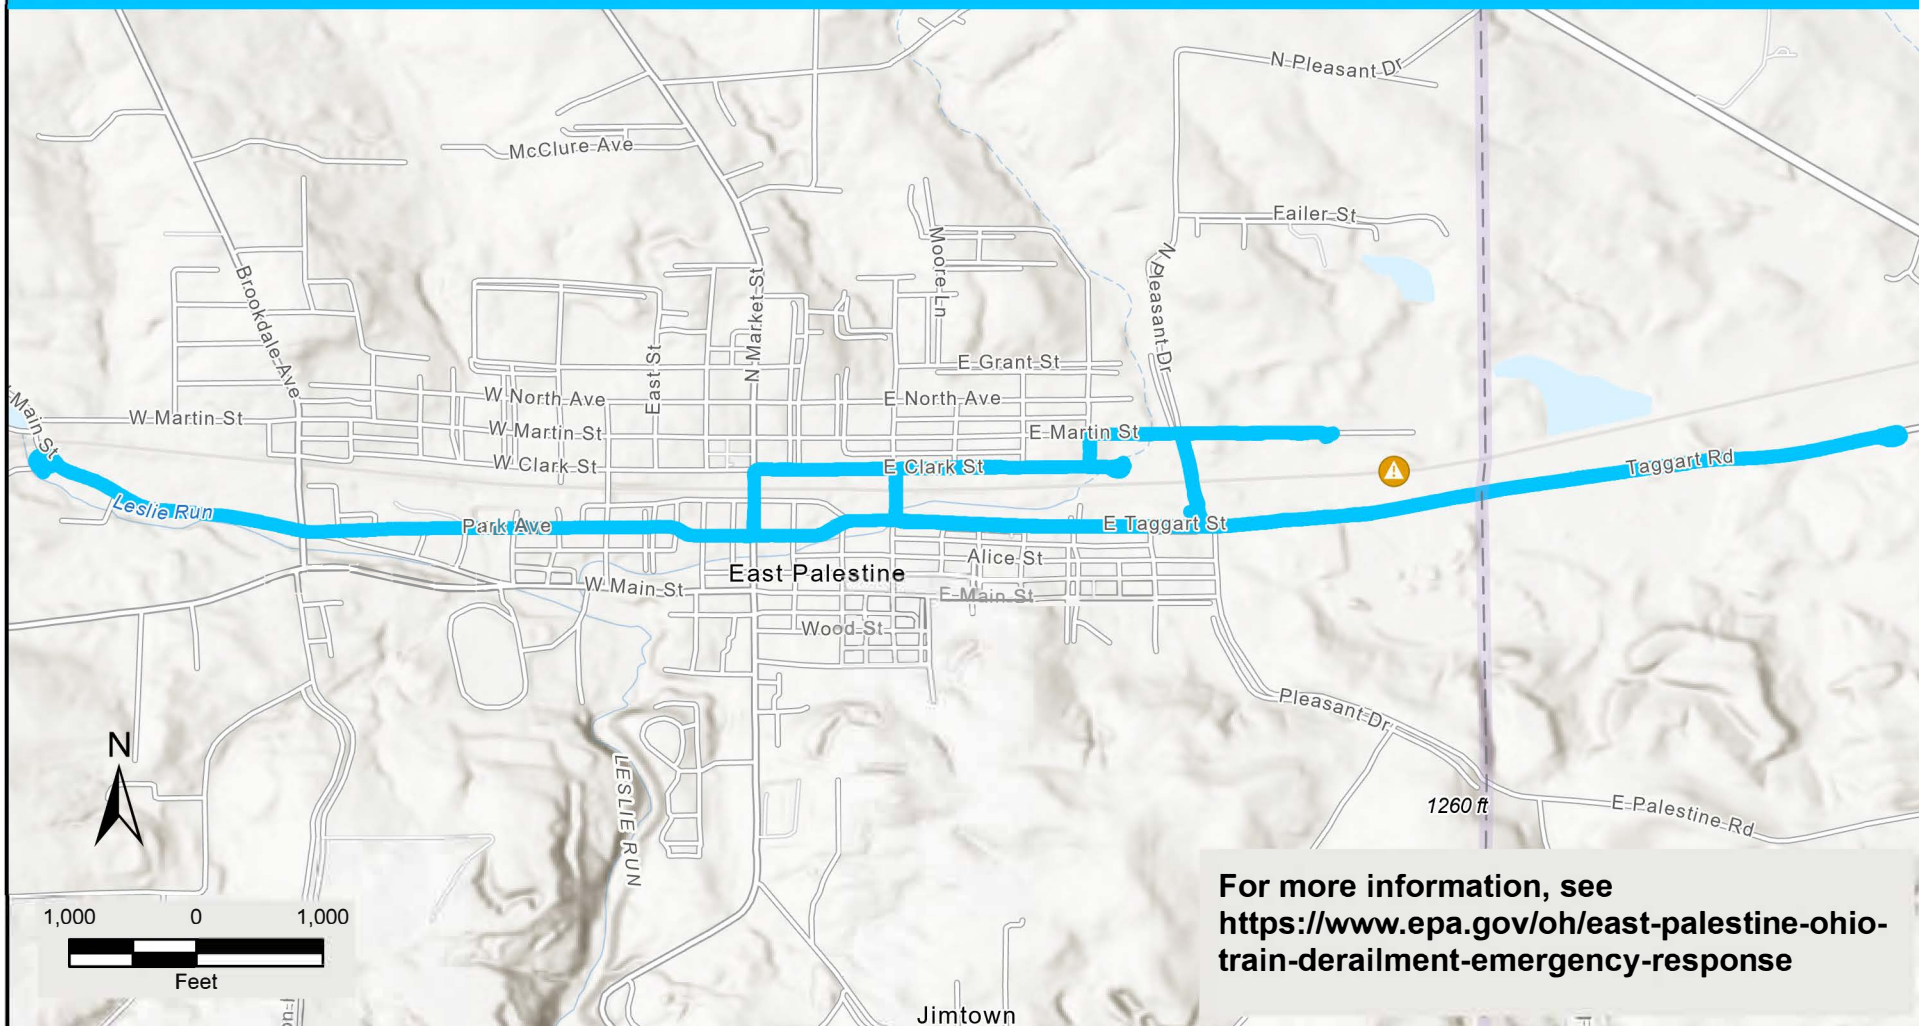 N Pleasant Dr
McClure Ave
Failer St
Moore Ln
N Pleasant Dr
Brookdale Ave
N Market St
East St
E Grant St
W North Ave
E North Ave
Main St
W Martin St
W Martin St
E Martin St
W Clark St
E Clark St
Taggart Rd
Leslie Run
Park Ave
E Taggart St
Alice St
East Palestine
W Main St
E Main St
Wood St
Pleasant Dr
N
LESLIE RUN
1260 ft
E Palestine Rd
For more information, see
https://www.epa.gov/oh/east-palestine-ohio-
train-derailment-emergency-response
1,000 0 1,000
Feet
Jimtown